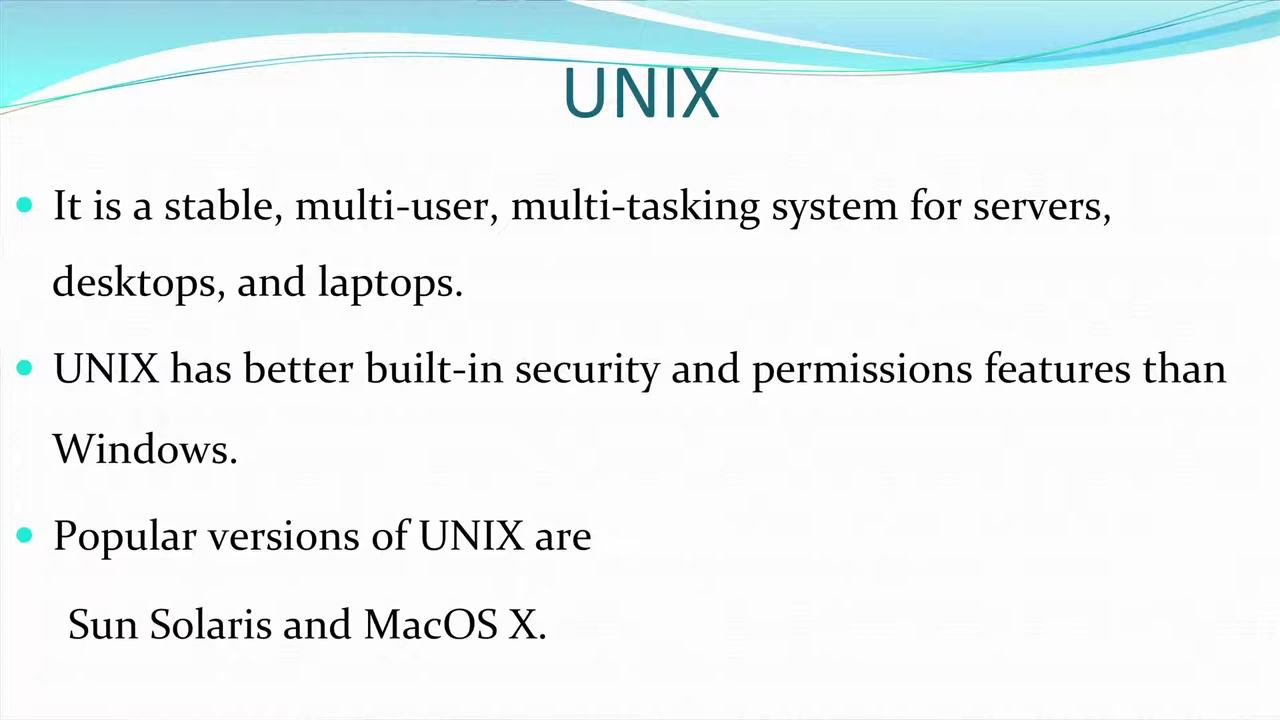 UNIX
• It is a stable, multi-user, multi-tasking system for servers,
desktops, and laptops.
• UNIX has better built-in security and permissions features than
Windows.
• Popular versions of UNIX are
Sun Solaris and MacOS X.